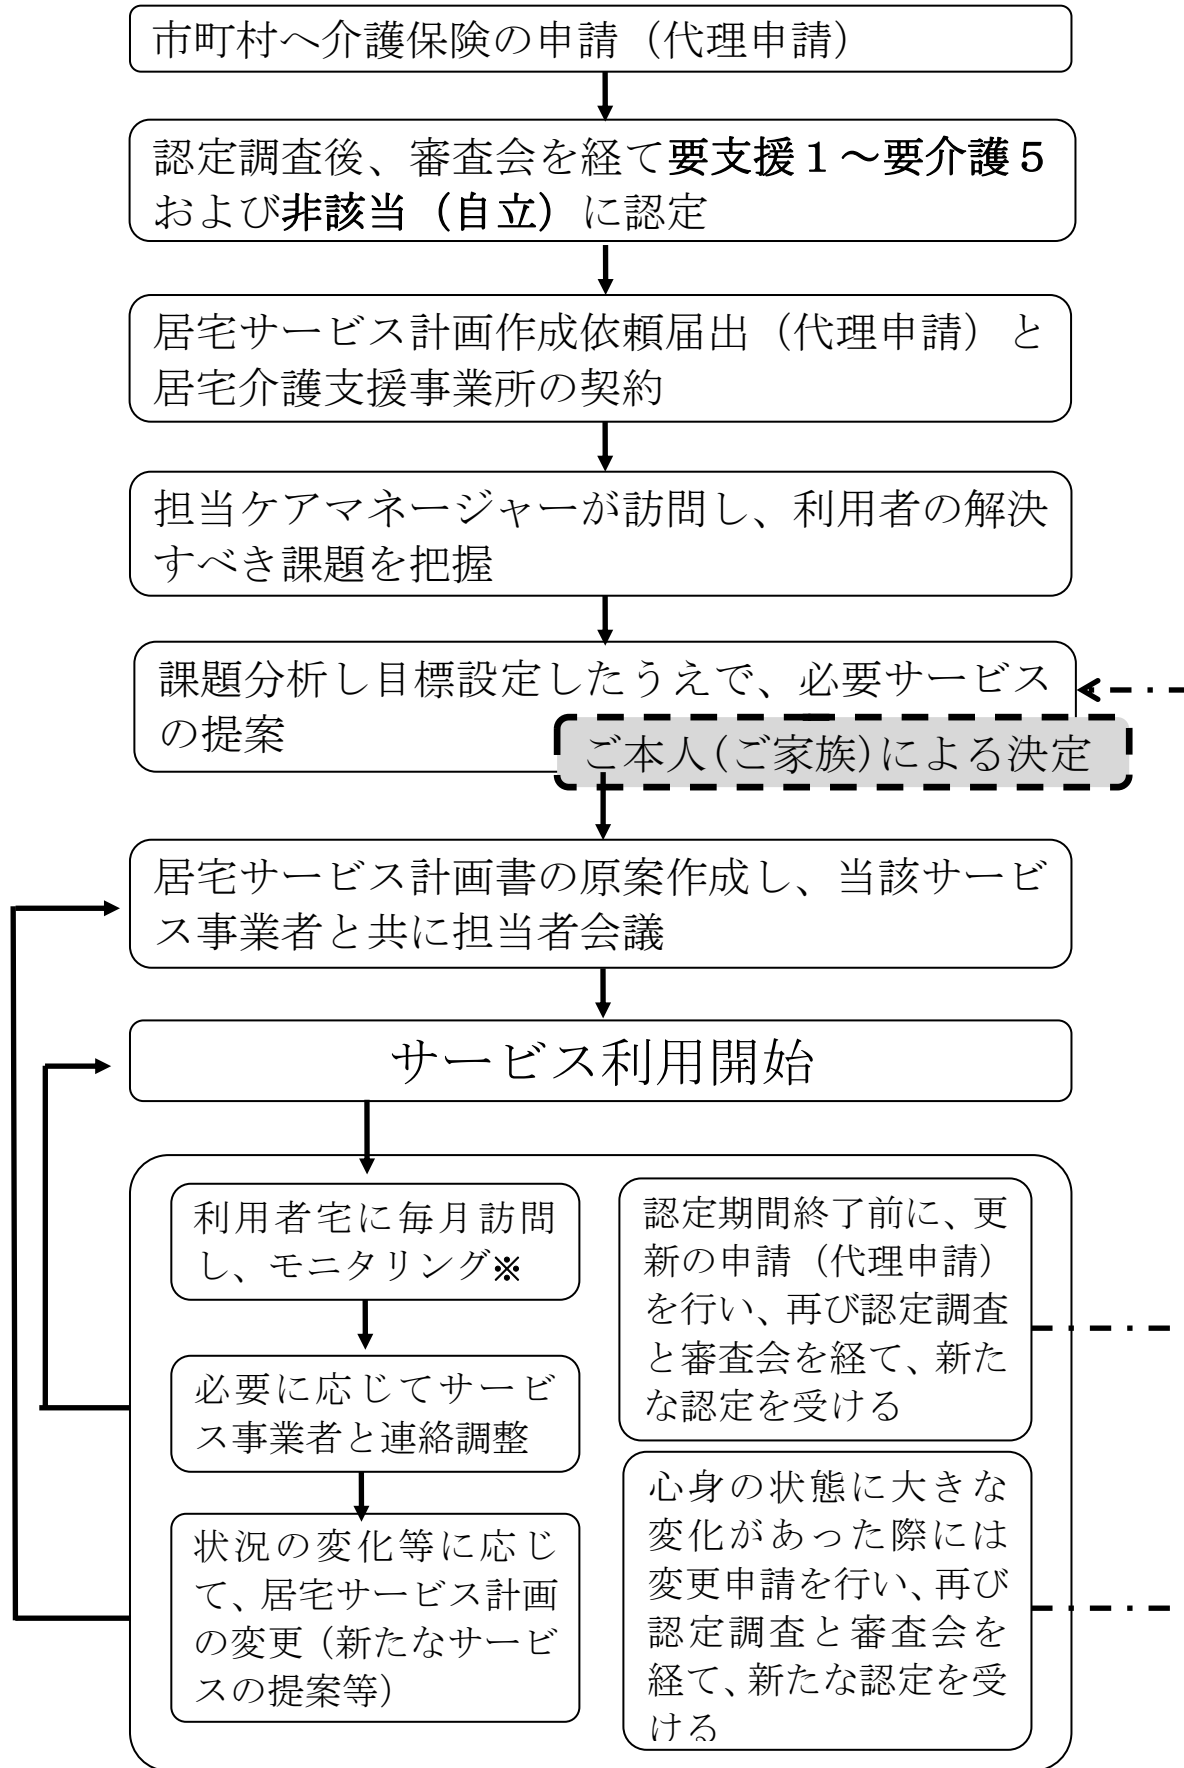 市町村へ介護保険の申請（代理申請）
認定調査後、審査会を経て要支援１～要介護５
および非該当（自立）に認定
居宅サービス計画作成依頼届出（代理申請）と
居宅介護支援事業所の契約
担当ケアマネージャーが訪問し、利用者の解決
すべき課題を把握
課題分析し目標設定したうえで、必要サービス
の提案
ご本人(ご家族)による決定
居宅サービス計画書の原案作成し、当該サービ
ス事業者と共に担当者会議
サービス利用開始
利用者宅に毎月訪問
し、モニタリング※
必要に応じてサービ
ス事業者と連絡調整
状況の変化等に応じ
て、居宅サービス計画
の変更（新たなサービ
スの提案等）
認定期間終了前に、更
新の申請（代理申請）
を行い、再び認定調査
と審査会を経て、新た
な認定を受ける
心身の状態に大きな
変化があった際には
変更申請を行い、再び
認定調査と審査会を
経て、新たな認定を受
ける